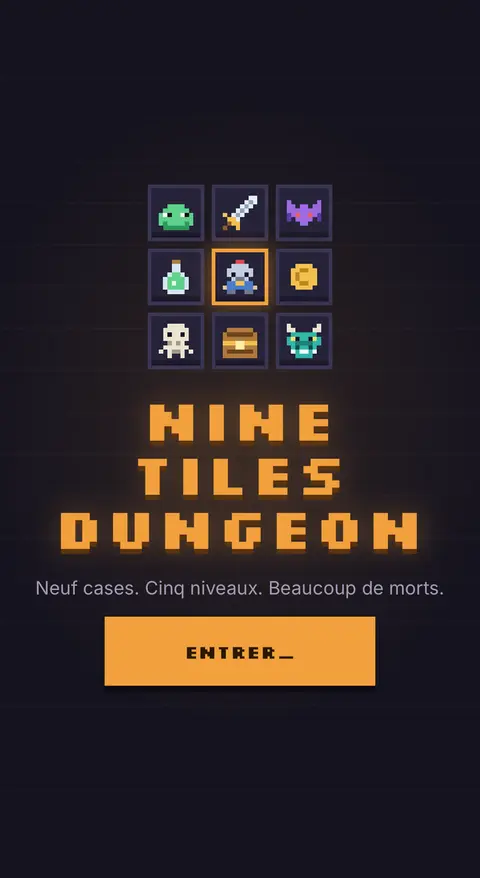 NINE
TILES
DUNGEON
Neuf cases. Cinq niveaux. Beaucoup de morts.
ENTRER_